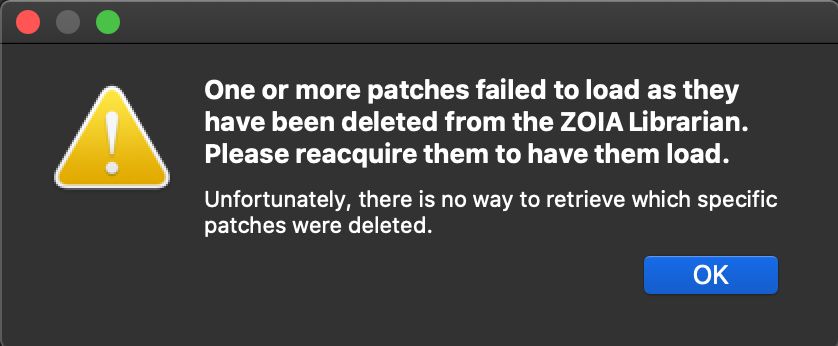 One or more patches failed to load as they
have been deleted from the ZOIA Librarian.
Please reacquire them to have them load.
Unfortunately, there is no way to retrieve which specific
patches were deleted.
OK